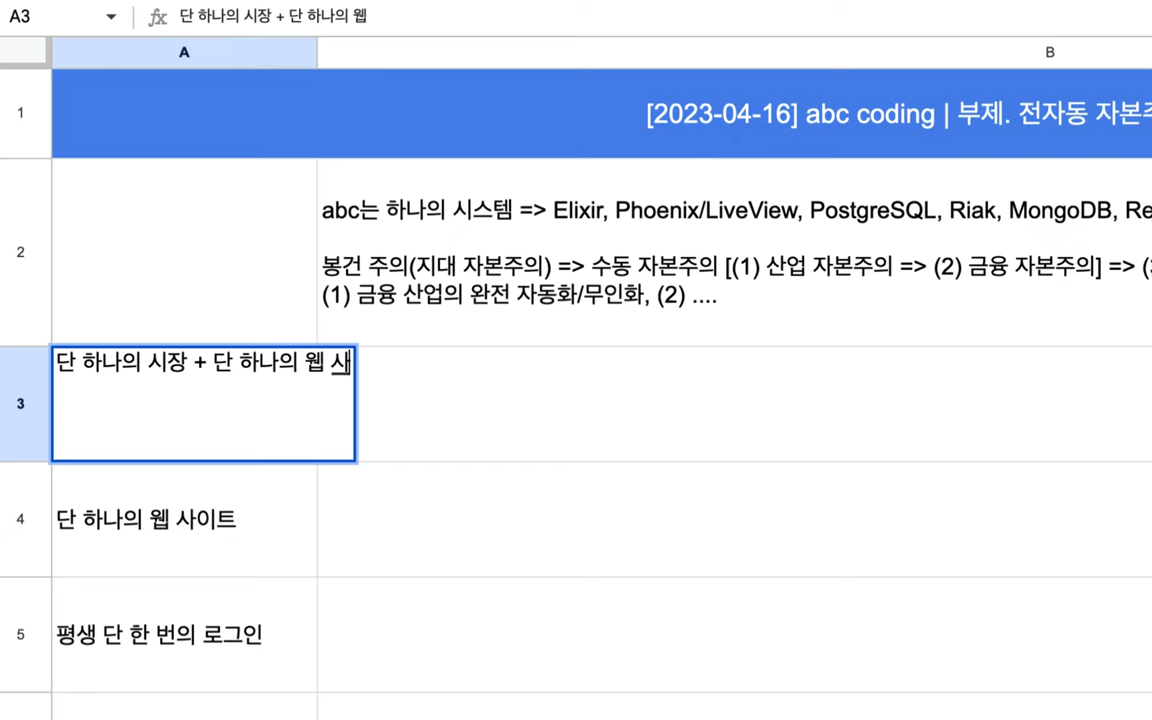 A3 fx 단 하나의 시장 + 단 하나의 웹
A B
1 [2023-04-16] abc coding | 부제. 전자동
2 abc는 하나의 시스템 => Elixir, Phoenix/LiveView, PostgreSQL, Riak, MongoDB,
봉건 주의(지대 자본주의) => 수동 자본주의 [(1) 산업 자본주의 => (2) 금융 자본주의] =>
(1) 금융 산업의 완전 자동화/무인화, (2) ....
3 단 하나의 시장 + 단 하나의 웹 사
4 단 하나의 웹 사이트
5 평생 단 한 번의 로그인